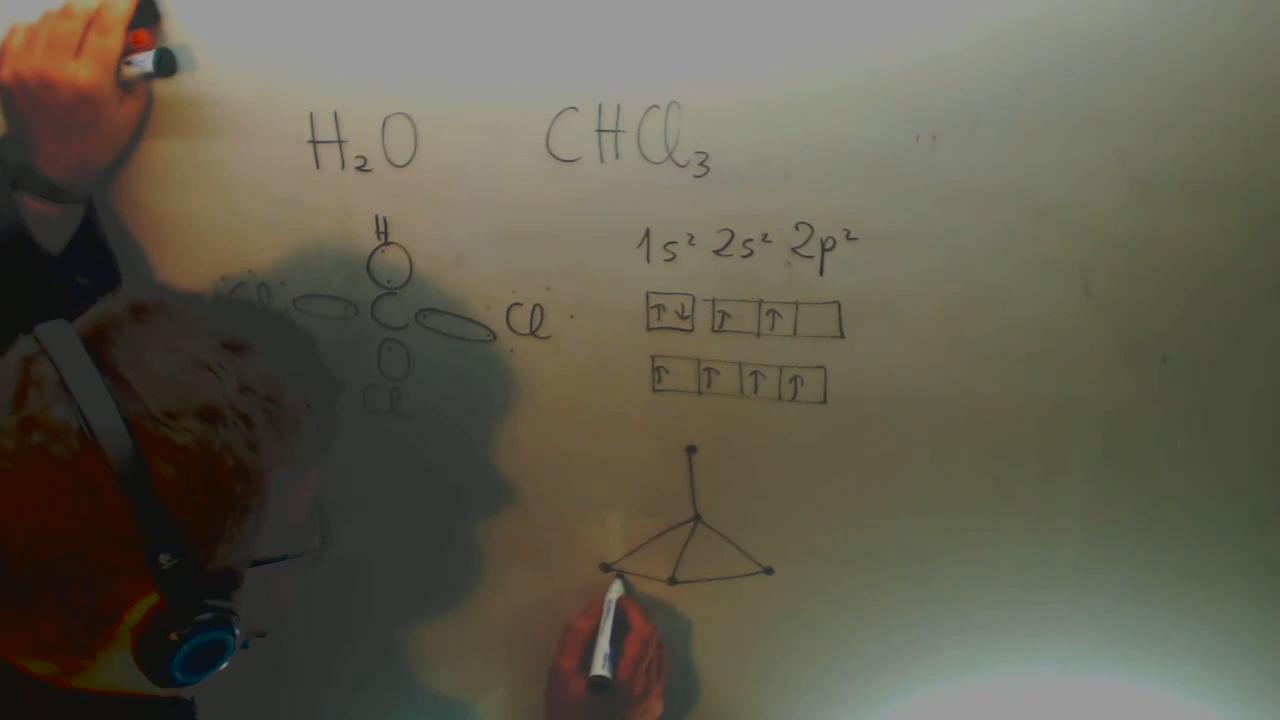 H₂O CHCl₃
H
1s² 2s² 2p²
Cl C Cl
↑↓ ↑ ↑
Cl
↑ ↑ ↑ ↑